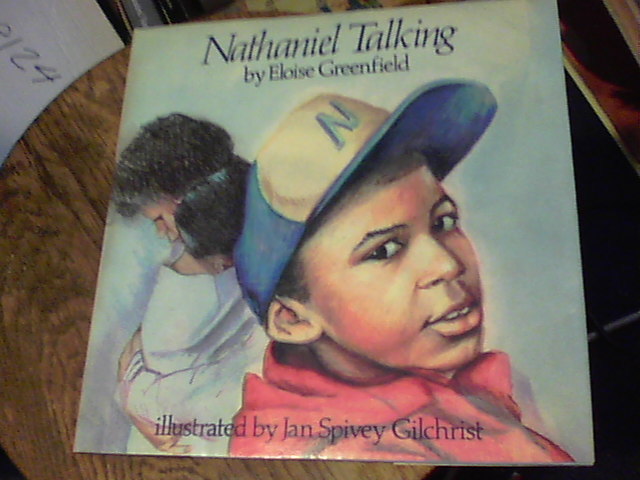 Nathaniel Talking
by Eloise Greenfield
N
illustrated by Jan Spivey Gilchrist